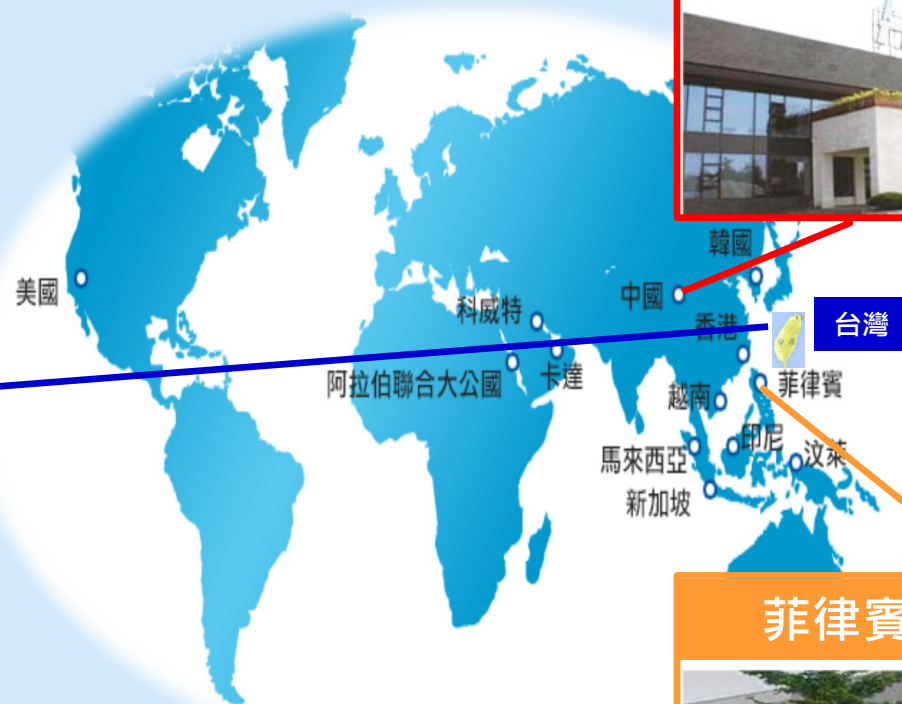 韓國
美國
中國
科威特
香港
台灣
阿拉伯聯合大公國
卡達
菲律賓
越南
印尼
馬來西亞
汶萊
新加坡
菲律賓